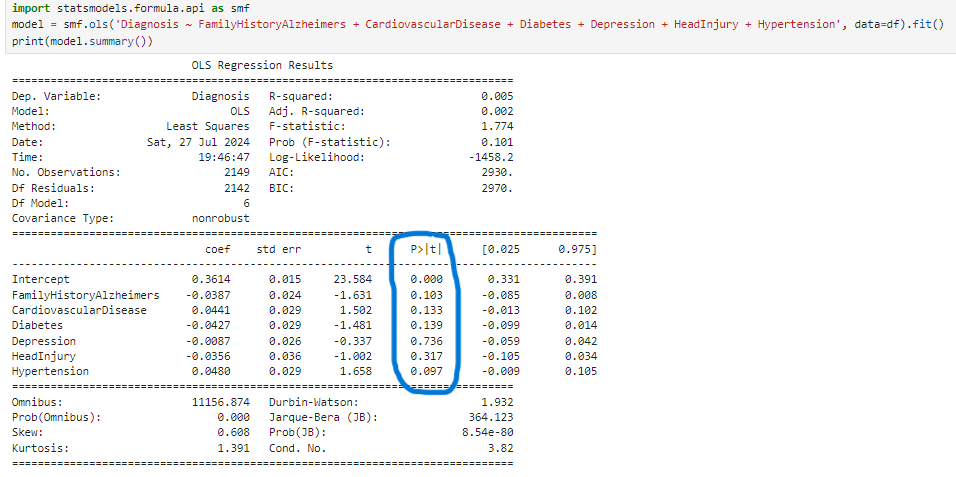 import statsmodels.formula.api as smf
model = smf.ols('Diagnosis ~ FamilyHistoryAlzheimers + CardiovascularDisease + Diabetes + Depression + HeadInjury + Hypertension', data=df).fit()
print(model.summary())
OLS Regression Results
==============================================================================
Dep. Variable: Diagnosis R-squared: 0.005
Model: OLS Adj. R-squared: 0.002
Method: Least Squares F-statistic: 1.774
Date: Sat, 27 Jul 2024 Prob (F-statistic): 0.101
Time: 19:46:47 Log-Likelihood: -1458.2
No. Observations: 2149 AIC: 2930.
Df Residuals: 2142 BIC: 2970.
Df Model: 6
Covariance Type: nonrobust
===========================================================================================
coef std err t P>|t| [0.025 0.975]
-------------------------------------------------------------------------------------------
Intercept 0.3614 0.015 23.584 0.000 0.331 0.391
FamilyHistoryAlzheimers -0.0387 0.024 -1.631 0.103 -0.085 0.008
CardiovascularDisease 0.0441 0.029 1.502 0.133 -0.013 0.102
Diabetes -0.0427 0.029 -1.481 0.139 -0.099 0.014
Depression -0.0087 0.026 -0.337 0.736 -0.059 0.042
HeadInjury -0.0356 0.036 -1.002 0.317 -0.105 0.034
Hypertension 0.0480 0.029 1.658 0.097 -0.009 0.105
==============================================================================
Omnibus: 11156.874 Durbin-Watson: 1.932
Prob(Omnibus): 0.000 Jarque-Bera (JB): 364.123
Skew: 0.608 Prob(JB): 8.54e-80
Kurtosis: 1.391 Cond. No. 3.82
==============================================================================